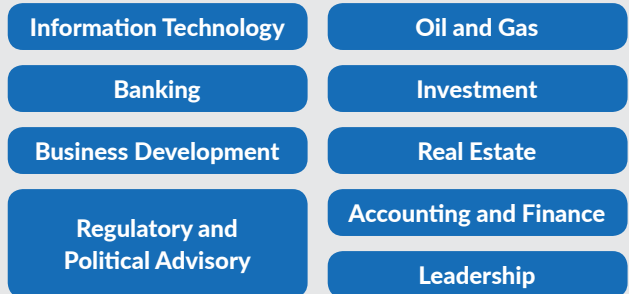 Information Technology
Oil and Gas
Banking
Investment
Business Development
Real Estate
Regulatory and
Political Advisory
Accounting and Finance
Leadership